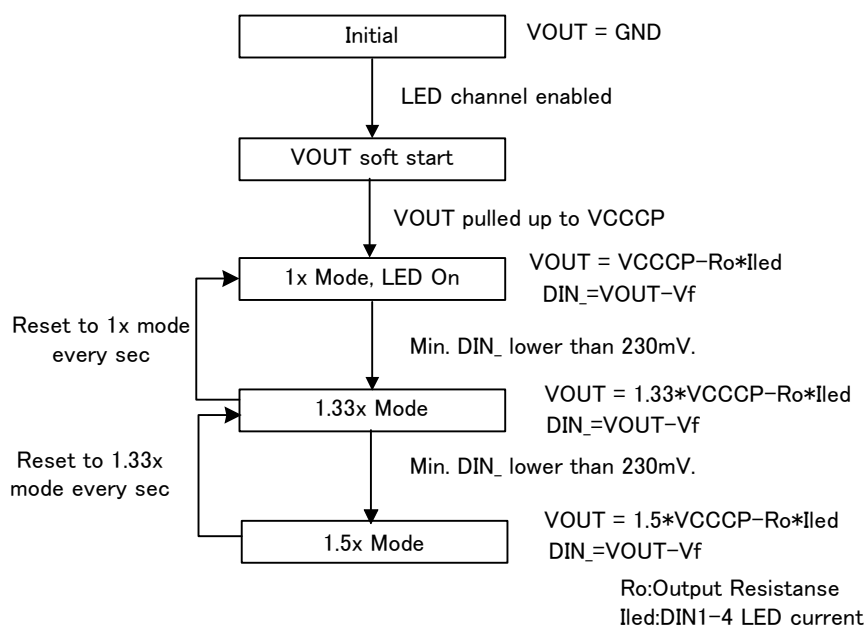 Initial
VOUT = GND
LED channel enabled
VOUT soft start
VOUT pulled up to VCCCP
1x Mode, LED On
VOUT = VCCCP-Ro*Iled
DIN_=VOUT-Vf
Reset to 1x mode
every sec
Min. DIN_ lower than 230mV.
1.33x Mode
VOUT = 1.33*VCCCP-Ro*Iled
DIN_=VOUT-Vf
Reset to 1.33x
mode every sec
Min. DIN_ lower than 230mV.
1.5x Mode
VOUT = 1.5*VCCCP-Ro*Iled
DIN_=VOUT-Vf
Ro:Output Resistanse
Iled:DIN1-4 LED current